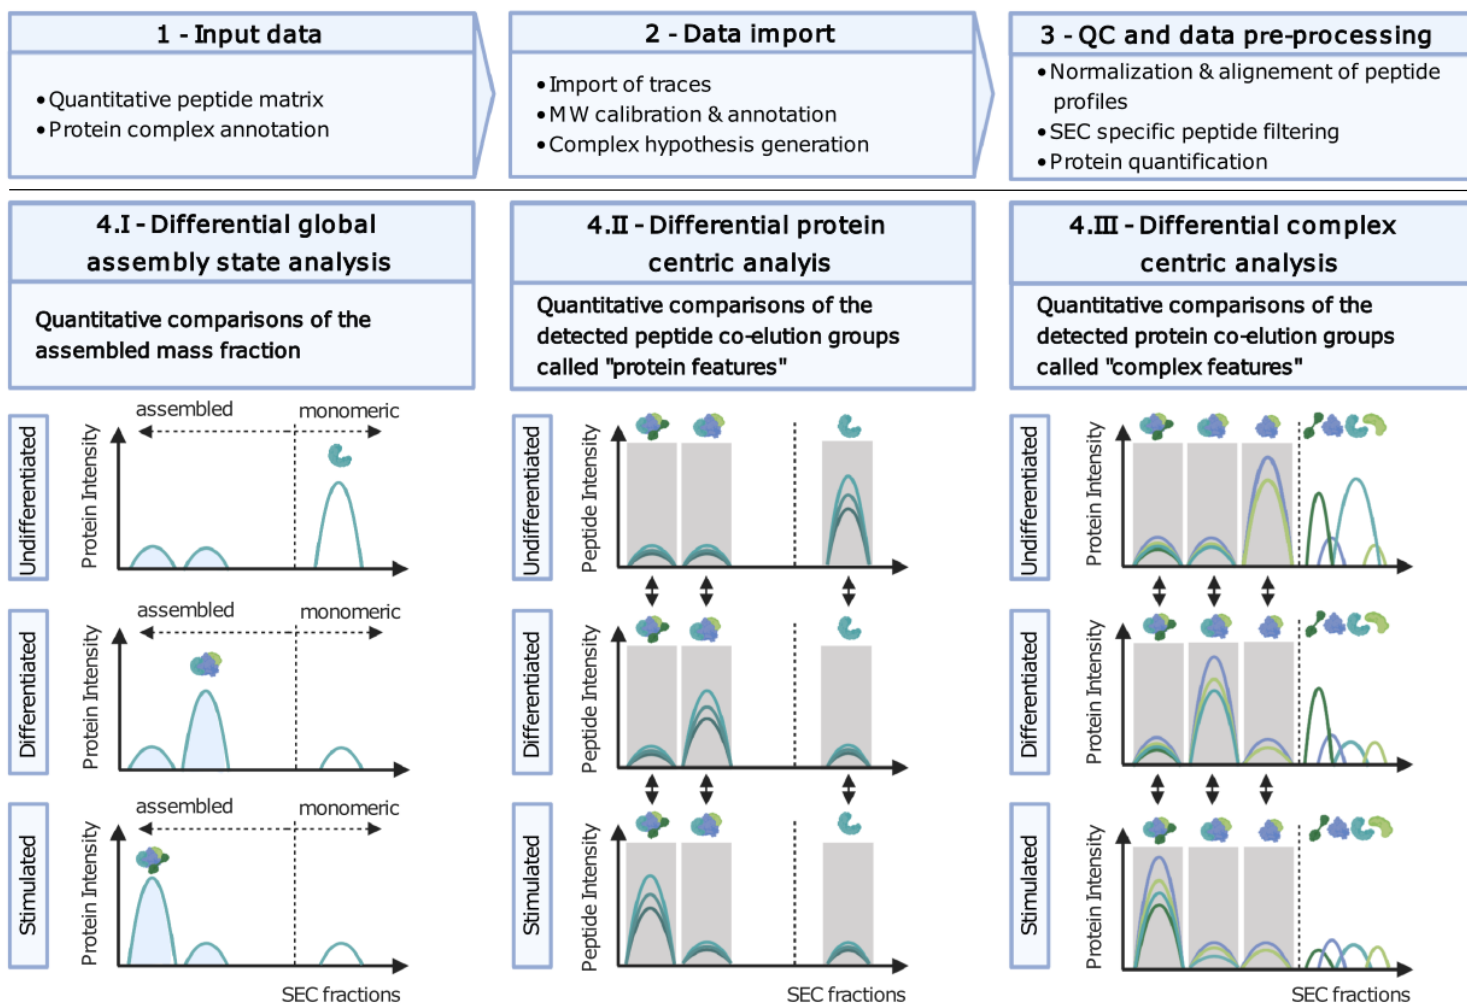 1 - Input data
• Quantitative peptide matrix
• Protein complex annotation
2 - Data import
• Import of traces
• MW calibration & annotation
• Complex hypothesis generation
3 - QC and data pre-processing
• Normalization & alignement of peptide
profiles
• SEC specific peptide filtering
• Protein quantification
4.I - Differential global
assembly state analysis
Quantitative comparisons of the
assembled mass fraction
4.II - Differential protein
centric analyis
Quantitative comparisons of the
detected peptide co-elution groups
called "protein features"
4.III - Differential complex
centric analysis
Quantitative comparisons of the
detected protein co-elution groups
called "complex features"
Undifferentiated
Protein Intensity
assembled
monomeric
Undifferentiated
Peptide Intensity
Undifferentiated
Protein Intensity
Differentiated
Protein Intensity
assembled
monomeric
Differentiated
Peptide Intensity
Differentiated
Protein Intensity
Stimulated
Protein Intensity
assembled
monomeric
SEC fractions
Stimulated
Peptide Intensity
SEC fractions
Stimulated
Protein Intensity
SEC fractions